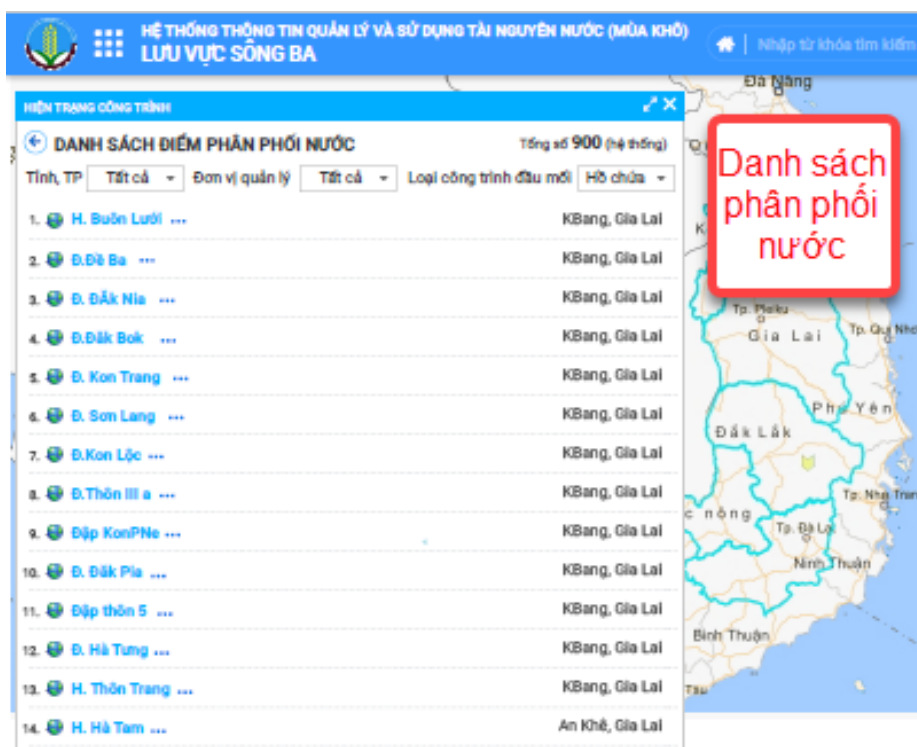 HỆ THỐNG THÔNG TIN QUẢN LÝ VÀ SỬ DỤNG TÀI NGUYÊN NƯỚC (MÙA KHÔ)
LƯU VỰC SÔNG BA
Nhập từ khóa tìm kiếm
HIỆN TRẠNG CÔNG TRÌNH
DANH SÁCH ĐIỂM PHÂN PHỐI NƯỚC
Tổng số 900 (hệ thống)
Tỉnh, TP Tất cả Đơn vị quản lý Tất cả Loại công trình đầu mối Hồ chứa
1. H. Buôn Lưới ... KBang, Gia Lai
2. Đ.Đê Ba ... KBang, Gia Lai
3. Đ. ĐĂk Nia ... KBang, Gia Lai
4. Đ.Đăk Bok ... KBang, Gia Lai
5. Đ. Kon Trang ... KBang, Gia Lai
6. Đ. Sơn Lang ... KBang, Gia Lai
7. Đ.Kon Lộc ... KBang, Gia Lai
8. Đ.Thôn III a ... KBang, Gia Lai
9. Đập KonPNe ... KBang, Gia Lai
10. Đ. Đăk Pia ... KBang, Gia Lai
11. Đập thôn 5 ... KBang, Gia Lai
12. Đ. Hà Tưng ... KBang, Gia Lai
13. H. Thôn Trang ... KBang, Gia Lai
14. H. Hà Tam ... An Khê, Gia Lai
Đà Nẵng
Danh sách
phân phối
nước
Tp. Pleiku
Gia Lai
Tp. Qui Nhơ
Phú Yên
Đắk Lắk
Tp. Nha Tran
c nông
Tp. Đà Lạt
Ninh Thuận
Bình Thuận
Tàu